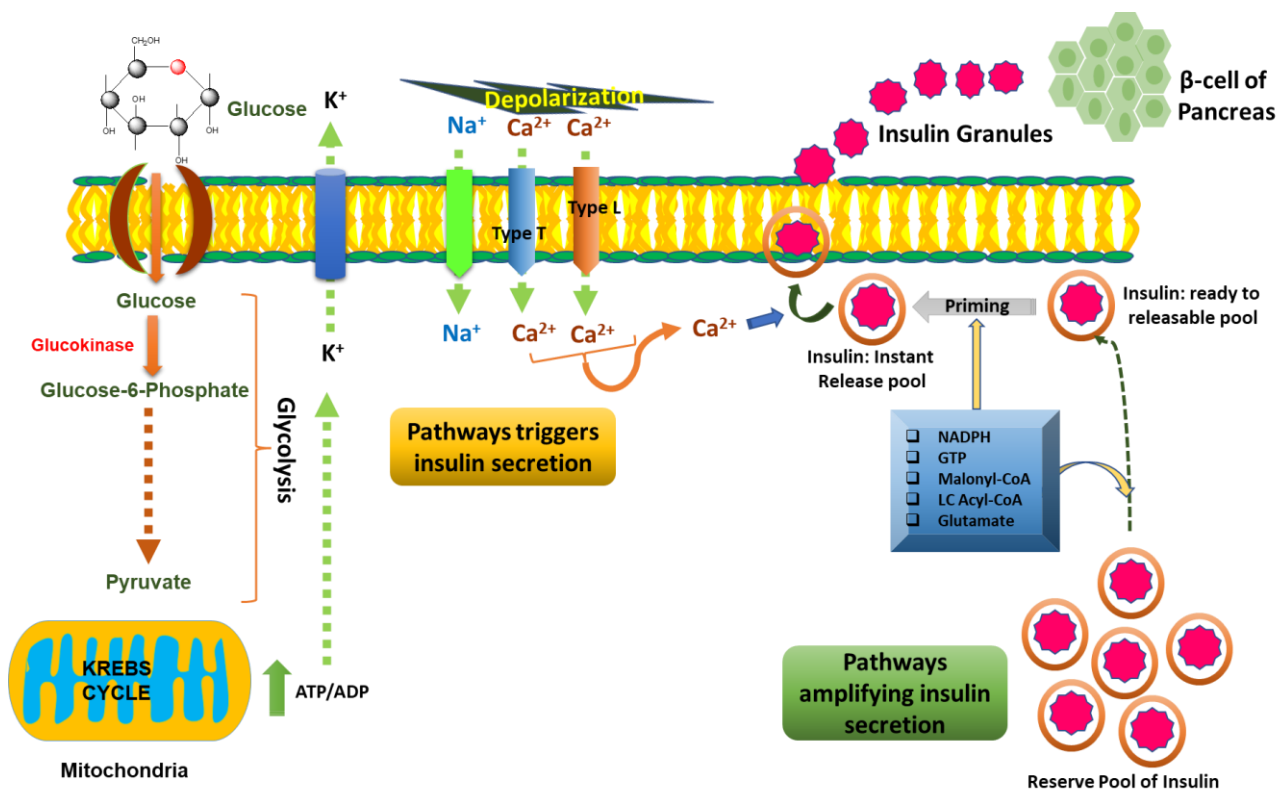 CH₂OH
OH
OH
OH
OH
Glucose
K⁺
Depolarization
Na⁺
Ca²⁺
Ca²⁺
Insulin Granules
β-cell of
Pancreas
Type T
Type L
Glucose
Glucokinase
Glucose-6-Phosphate
Pyruvate
Glycolysis
K⁺
Na⁺
Ca²⁺
Ca²⁺
Ca²⁺
Priming
Insulin: Instant
Release pool
Insulin: ready to
releasable pool
Pathways triggers
insulin secretion
NADPH
GTP
Malonyl-CoA
LC Acyl-CoA
Glutamate
KREBS
CYCLE
ATP/ADP
Mitochondria
Pathways
amplifying insulin
secretion
Reserve Pool of Insulin